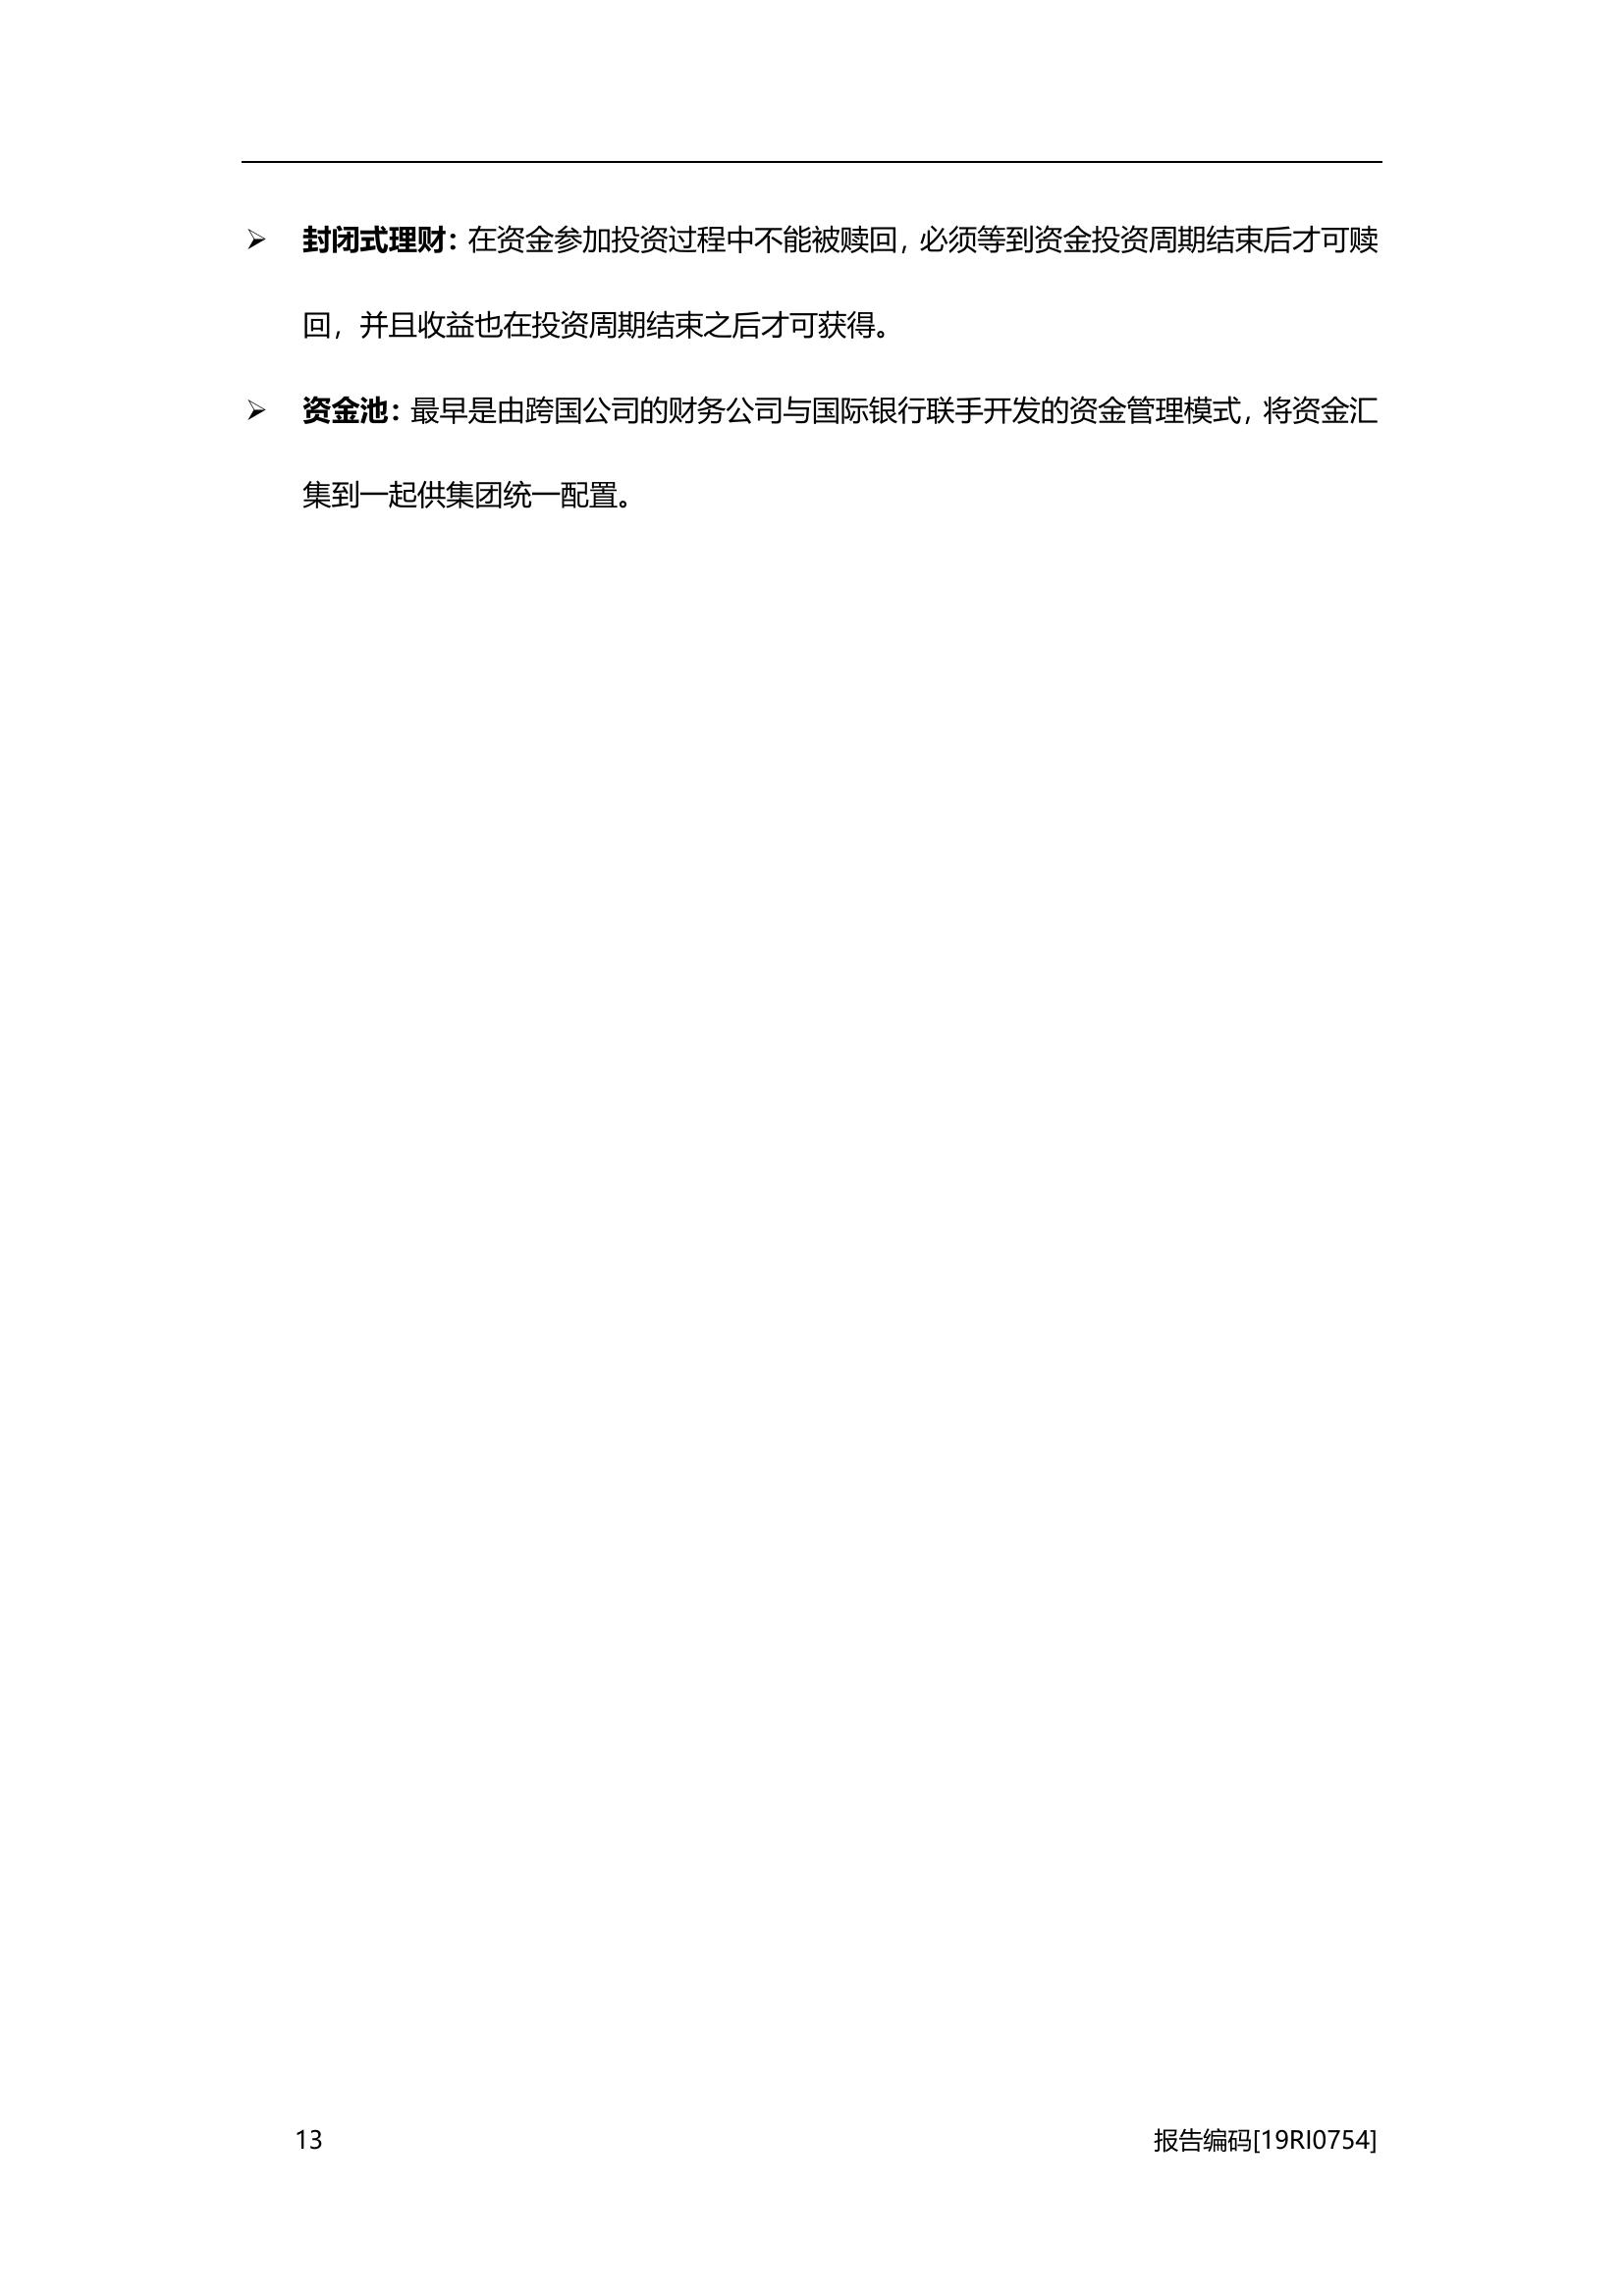 ➢ 封闭式理财：在资金参加投资过程中不能被赎回，必须等到资金投资周期结束后才可赎
回，并且收益也在投资周期结束之后才可获得。
➢ 资金池：最早是由跨国公司的财务公司与国际银行联手开发的资金管理模式，将资金汇
集到一起供集团统一配置。
13 报告编码[19RI0754]